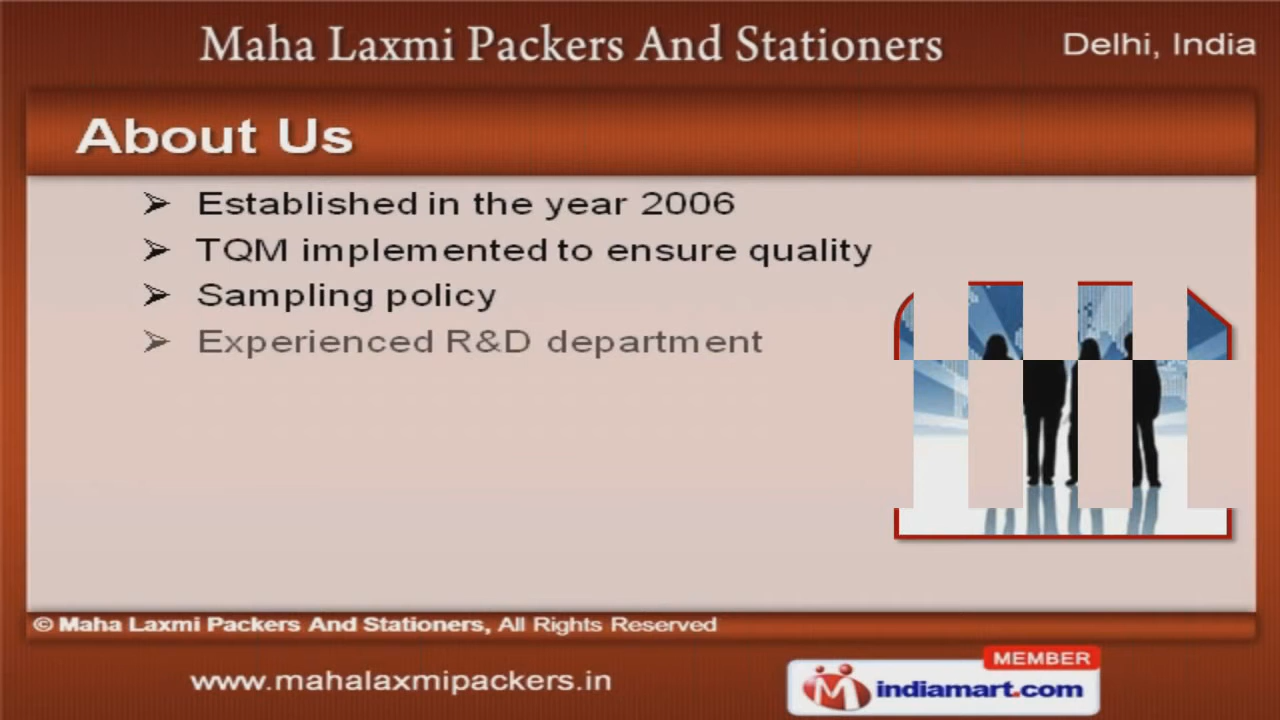 Maha Laxmi Packers And Stationers
Delhi, India
About Us
➢ Established in the year 2006
➢ TQM implemented to ensure quality
➢ Sampling policy
➢ Experienced R&D department
© Maha Laxmi Packers And Stationers, All Rights Reserved
www.mahalaxmipackers.in
MEMBER
indiamart.com